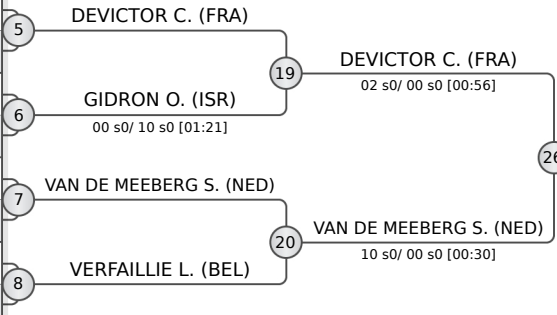 DEVICTOR C. (FRA)
5
19
DEVICTOR C. (FRA)
02 s0/ 00 s0 [00:56]
GIDRON O. (ISR)
6
00 s0/ 10 s0 [01:21]
26
VAN DE MEEBERG S. (NED)
7
20
VAN DE MEEBERG S. (NED)
10 s0/ 00 s0 [00:30]
VERFAILLIE L. (BEL)
8